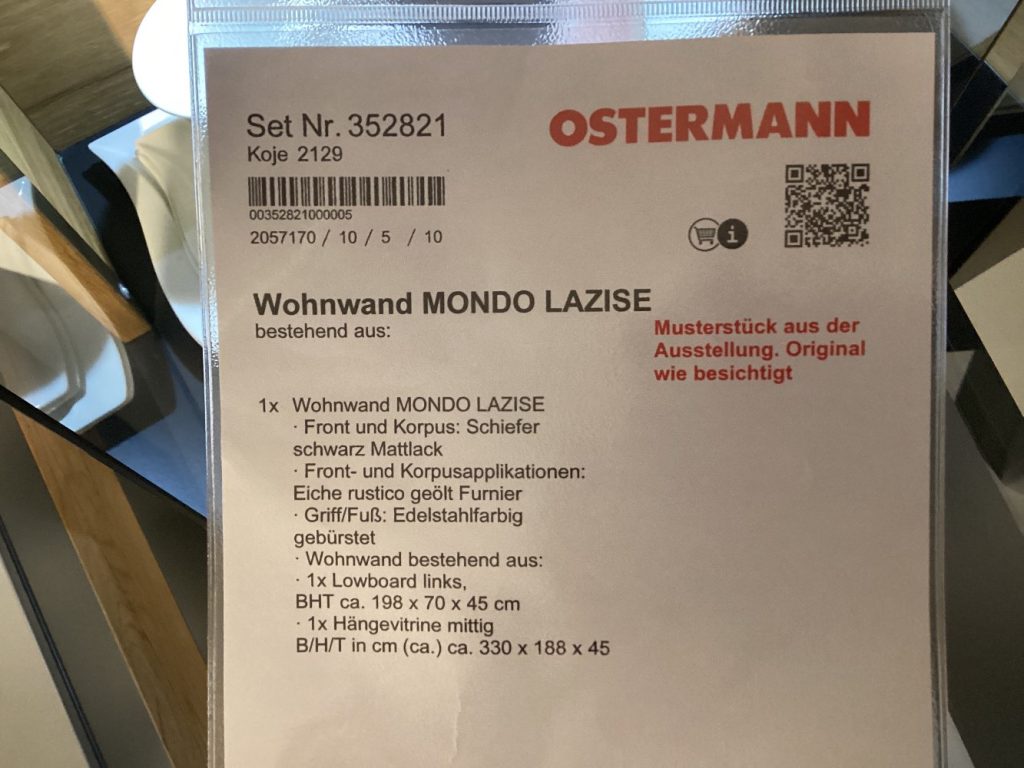 Set Nr. 352821
OSTERMANN
Koje 2129
00352821000005
2057170 / 10 / 5 / 10
i
Wohnwand MONDO LAZISE
bestehend aus:
Musterstück aus der
Ausstellung. Original
wie besichtigt
1x Wohnwand MONDO LAZISE
· Front und Korpus: Schiefer
schwarz Mattlack
· Front- und Korpusapplikationen:
Eiche rustico geölt Furnier
· Griff/Fuß: Edelstahlfarbig
gebürstet
· Wohnwand bestehend aus:
· 1x Lowboard links,
BHT ca. 198 x 70 x 45 cm
· 1x Hängevitrine mittig
B/H/T in cm (ca.) ca. 330 x 188 x 45